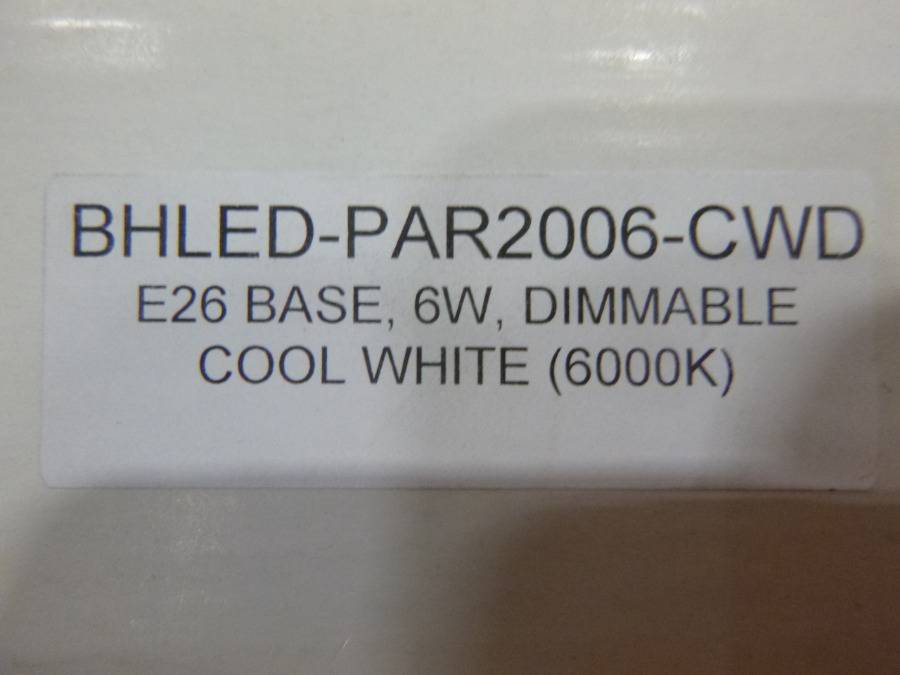 BHLED-PAR2006-CWD
E26 BASE, 6W, DIMMABLE
COOL WHITE (6000K)